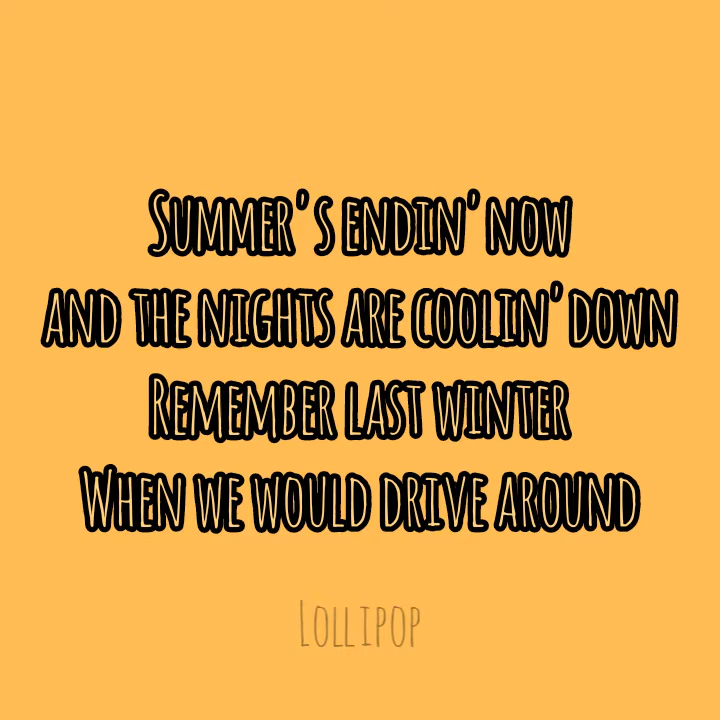 Summer's endin' now
and the nights are coolin' down
Remember last winter
When we would drive around
Lollipop